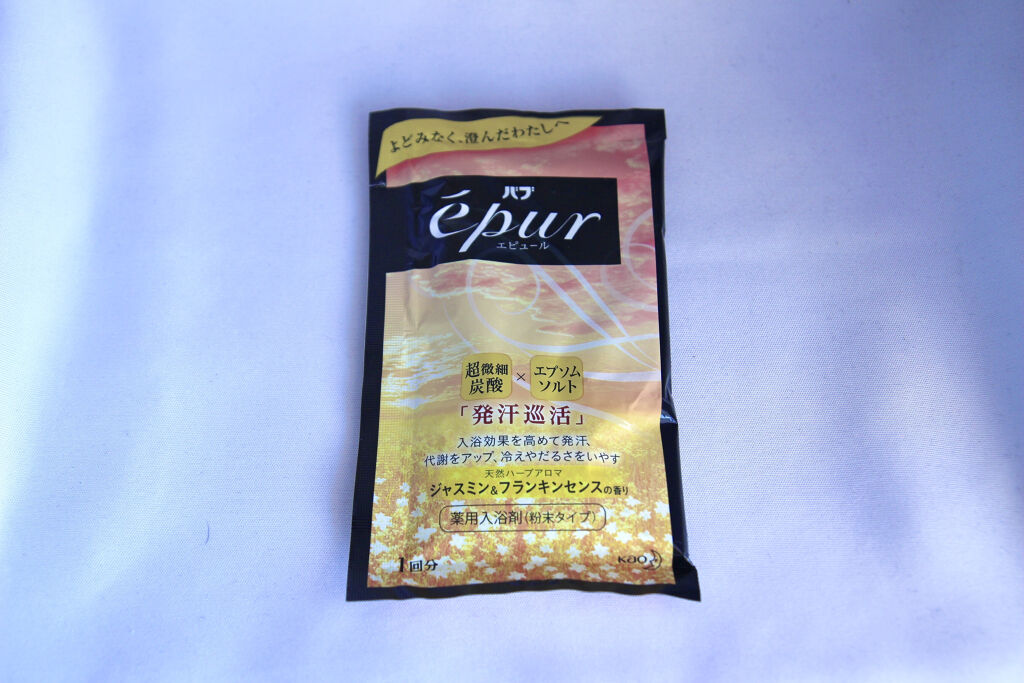 よどみなく、澄んだわたしへ
バブ
épur
エピュール
超微細炭酸 × エプソムソルト
「発汗巡活」
入浴効果を高めて発汗、
代謝をアップ、冷えやだるさをいやす
天然ハーブアロマ
ジャスミン&フランキンセンスの香り
薬用入浴剤(粉末タイプ)
1回分
Kao